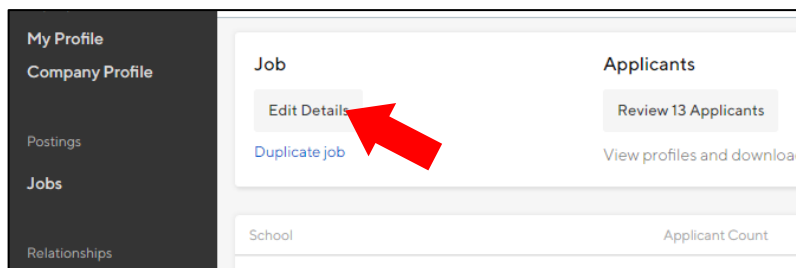 My Profile
Company Profile
Postings
Jobs
Relationships
Job
Edit Details
Duplicate job
Applicants
Review 13 Applicants
View profiles and downloa
School
Applicant Count